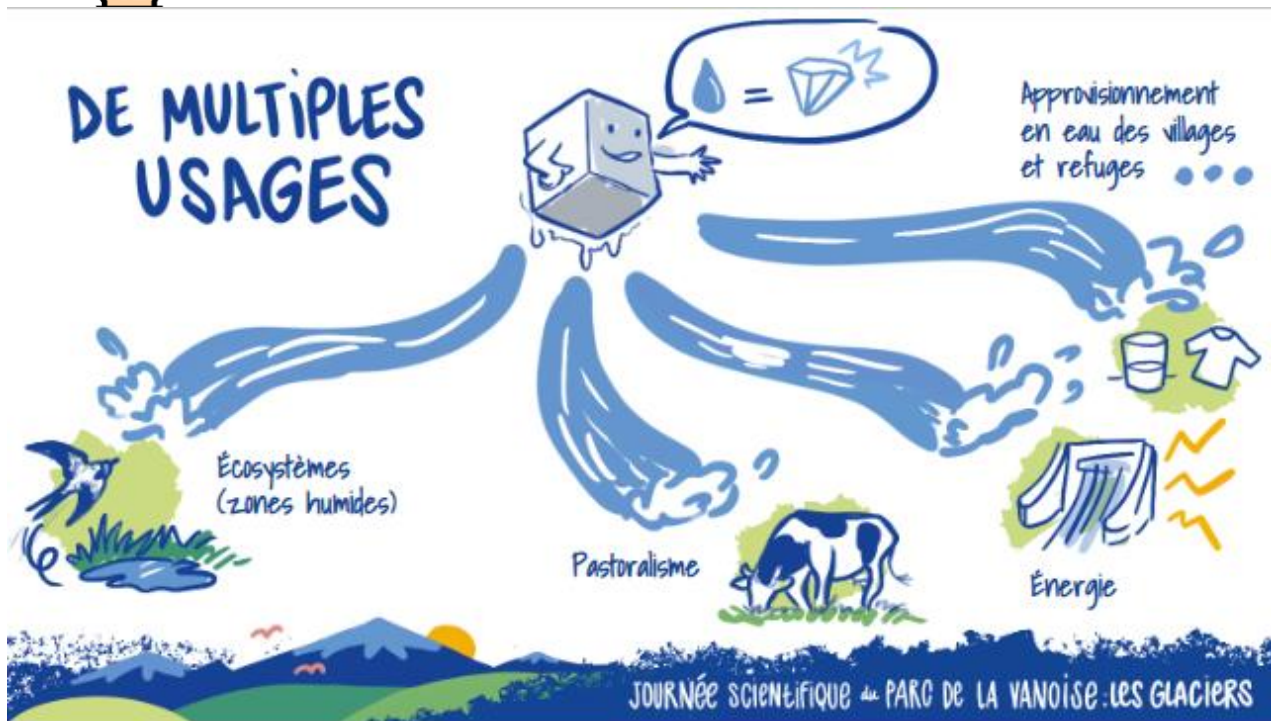 DE MULTIPLES
USAGES
=
Approvisionnement
en eau des villages
et refuges
Écosystèmes
(zones humides)
Pastoralisme
Énergie
JOURNÉE SCIENTIFIQUE du PARC DE LA VANOISE : LES GLACIERS